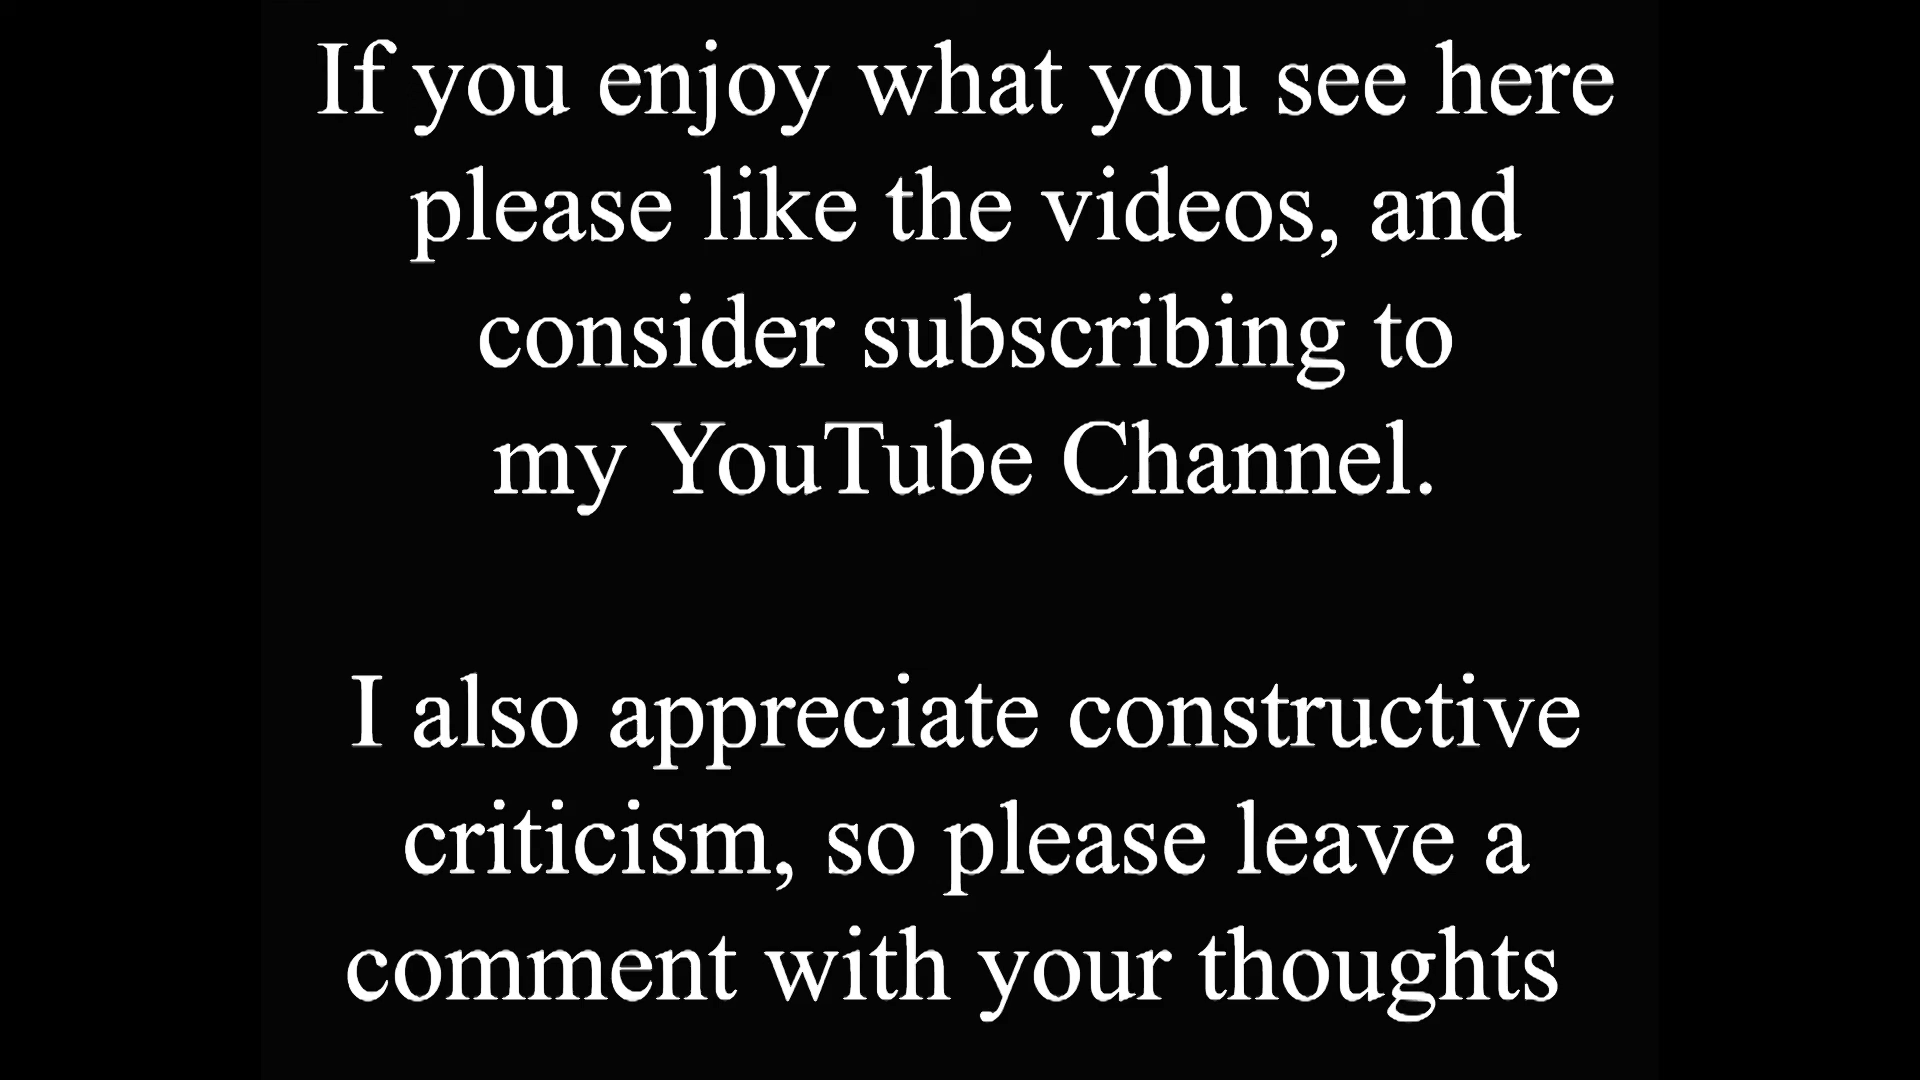 If you enjoy what you see here
please like the videos, and
consider subscribing to
my YouTube Channel.
I also appreciate constructive
criticism, so please leave a
comment with your thoughts